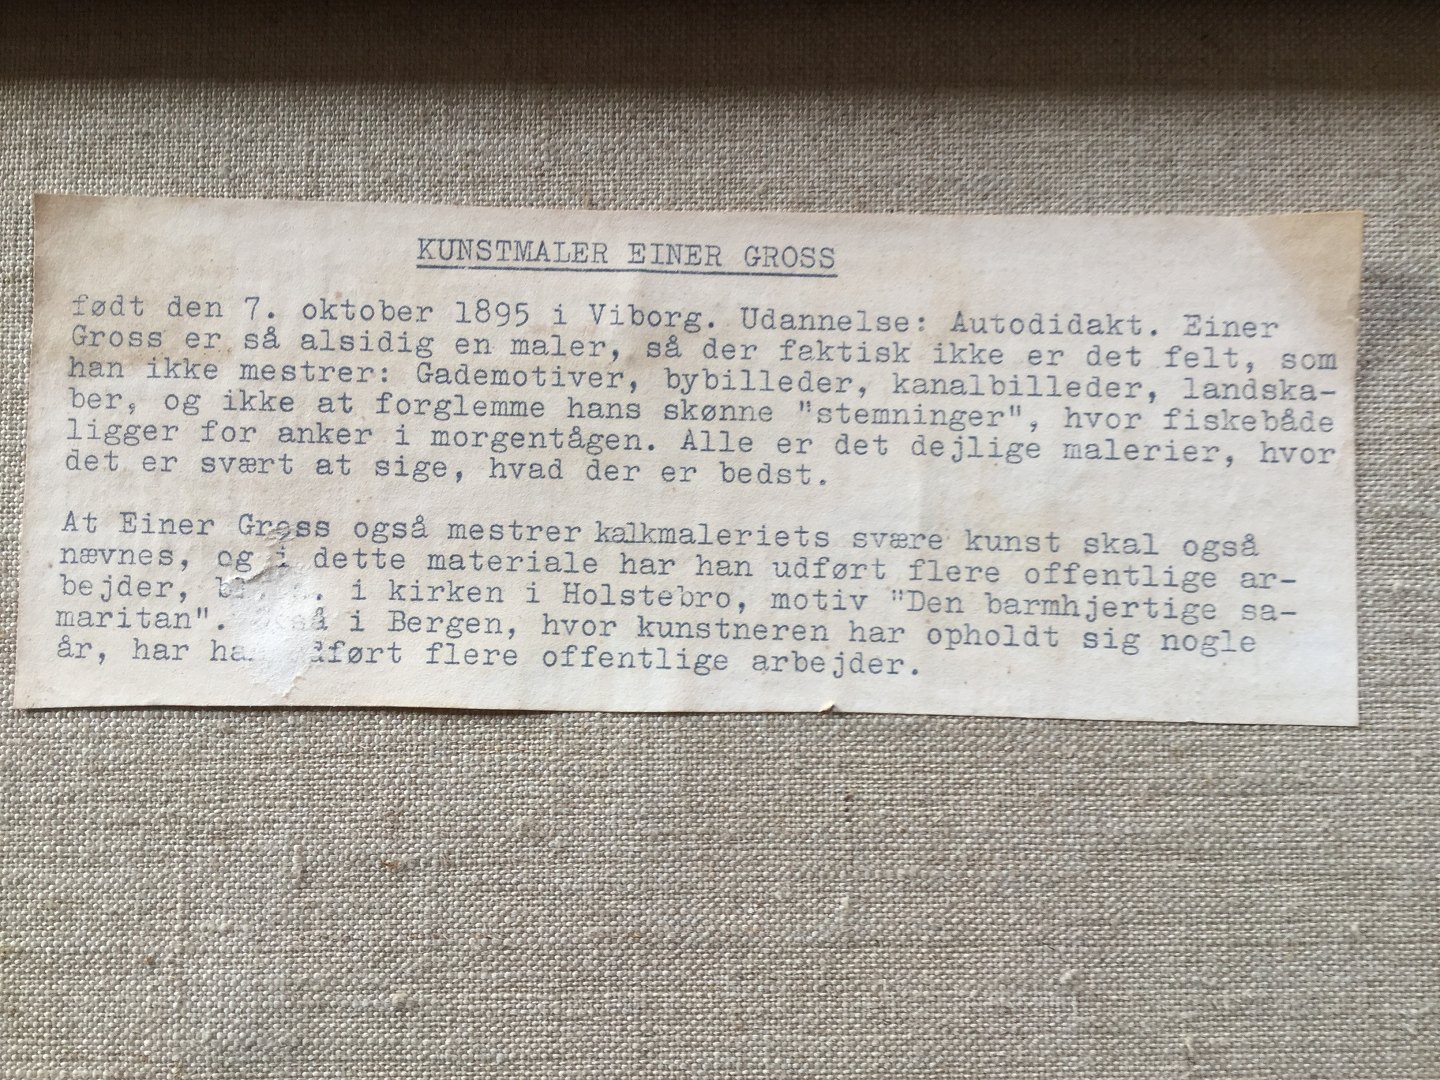 KUNSTMALER EINER GROSS
født den 7. oktober 1895 i Viborg. Udannelse: Autodidakt. Einer
Gross er så alsidig en maler, så der faktisk ikke er det felt, som
han ikke mestrer: Gademotiver, bybilleder, kanalbilleder, landska-
ber, og ikke at forglemme hans skønne "stemninger", hvor fiskebåde
ligger for anker i morgentågen. Alle er det dejlige malerier, hvor
det er svært at sige, hvad der er bedst.
At Einer Gross også mestrer kalkmaleriets svære kunst skal også
nævnes, og i dette materiale har han udført flere offentlige ar-
bejder, i kirken i Holstebro, motiv "Den barmhjertige sa-
maritan". i Bergen, hvor kunstneren har opholdt sig nogle
år, har flere offentlige arbejder.